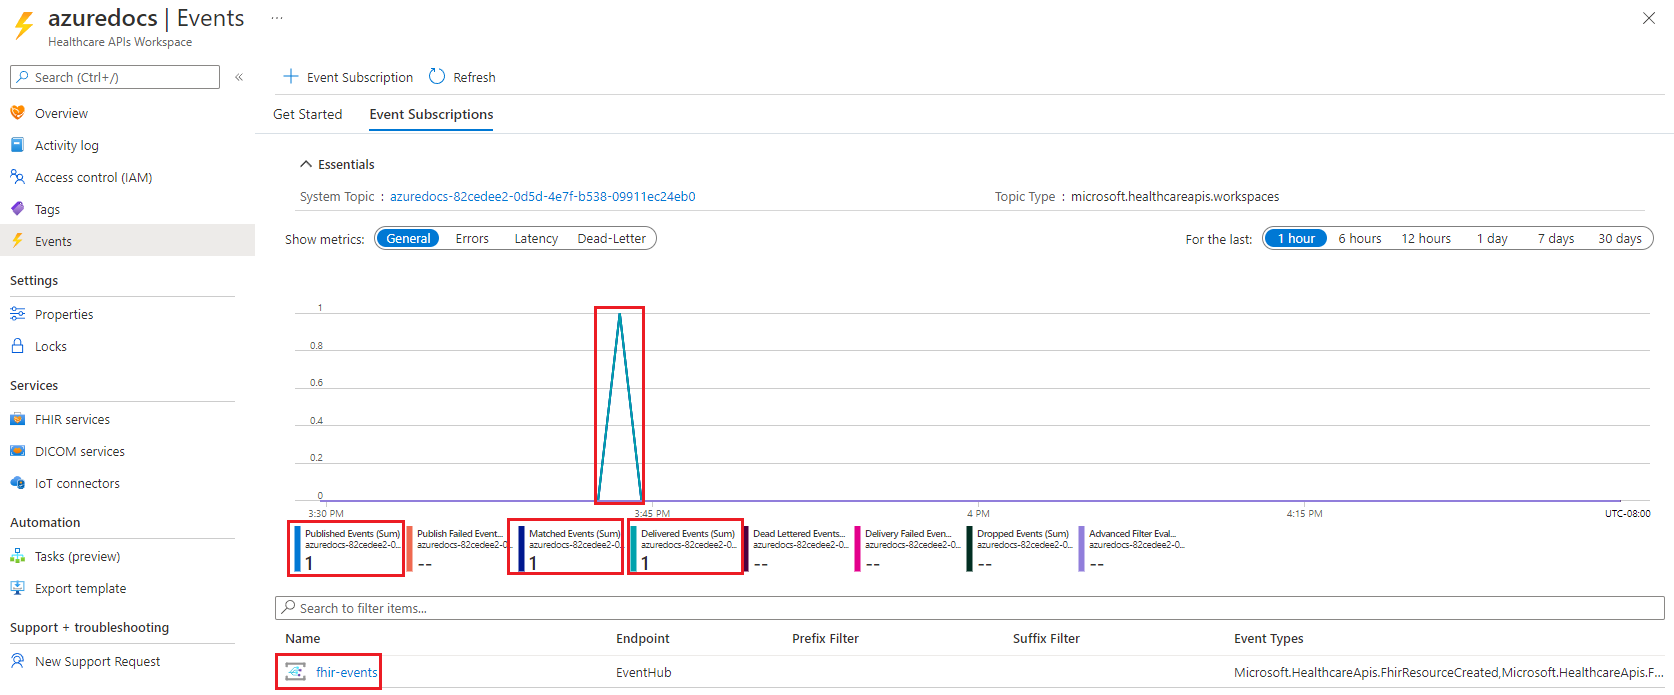 azuredocs | Events ...
Healthcare APIs Workspace
Search (Ctrl+/)
«
Overview
Activity log
Access control (IAM)
Tags
Events
Settings
Properties
Locks
Services
FHIR services
DICOM services
IoT connectors
Automation
Tasks (preview)
Export template
Support + troubleshooting
New Support Request
Event Subscription Refresh
Get Started Event Subscriptions
Essentials
System Topic : azuredocs-82cedee2-0d5d-4e7f-b538-09911ec24eb0 Topic Type : microsoft.healthcareapis.workspaces
Show metrics: General Errors Latency Dead-Letter For the last: 1 hour 6 hours 12 hours 1 day 7 days 30 days
1
0.8
0.6
0.4
0.2
0
3:30 PM 3:45 PM 4 PM 4:15 PM UTC-08:00
Published Events (Sum)
azuredocs-82cedee2-0...
1
Publish Failed Event...
azuredocs-82cedee2-0...
--
Matched Events (Sum)
azuredocs-82cedee2-0...
1
Delivered Events (Sum)
azuredocs-82cedee2-0...
1
Dead Lettered Events...
azuredocs-82cedee2-0...
--
Delivery Failed Even...
azuredocs-82cedee2-0...
--
Dropped Events (Sum)
azuredocs-82cedee2-0...
--
Advanced Filter Eval...
azuredocs-82cedee2-0...
--
Search to filter items...
Name Endpoint Prefix Filter Suffix Filter Event Types
fhir-events EventHub Microsoft.HealthcareApis.FhirResourceCreated,Microsoft.HealthcareApis.F...